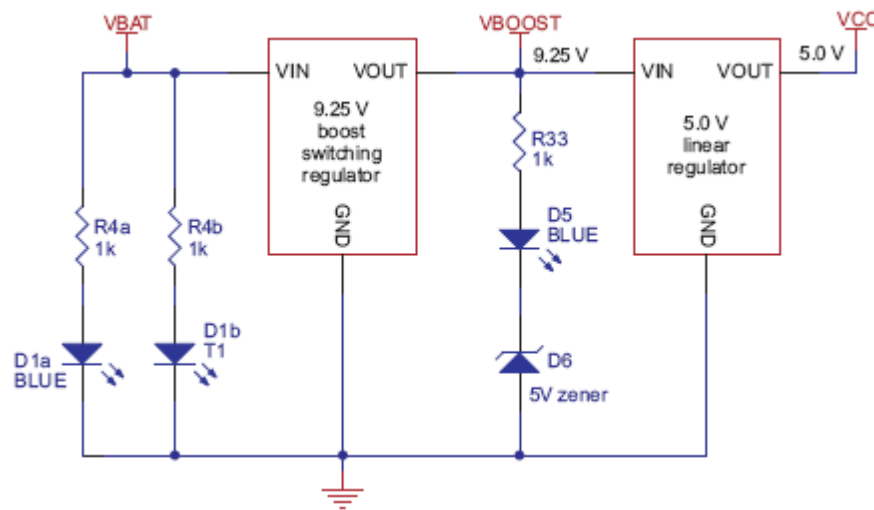 VBAT
VBOOST
VCC
9.25 V
5.0 V
VIN VOUT
VIN VOUT
9.25 V
boost
switching
regulator
5.0 V
linear
regulator
R33
1k
GND
GND
R4a
1k
R4b
1k
D5
BLUE
D1a
BLUE
D1b
T1
D6
5V zener